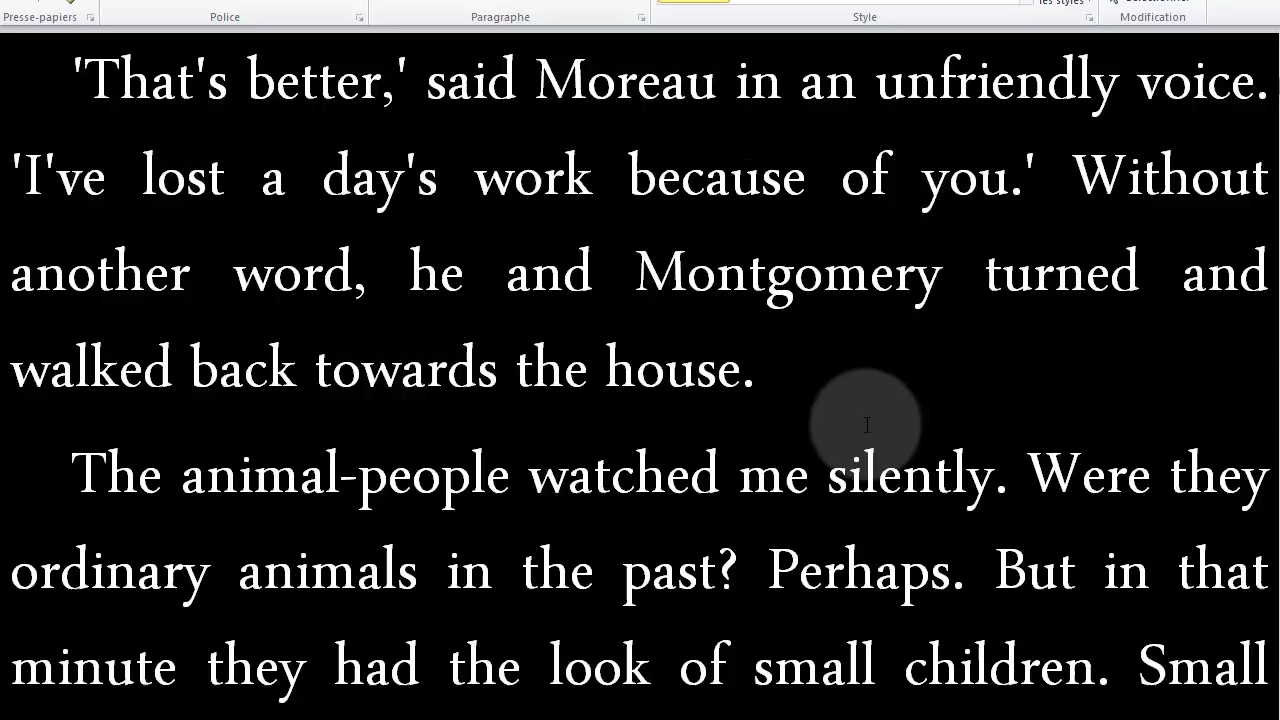 les styles
Presse-papiers Police Paragraphe Style Modification
'That's better,' said Moreau in an unfriendly voice.
'I've lost a day's work because of you.' Without
another word, he and Montgomery turned and
walked back towards the house.
The animal-people watched me silently. Were they
ordinary animals in the past? Perhaps. But in that
minute they had the look of small children. Small